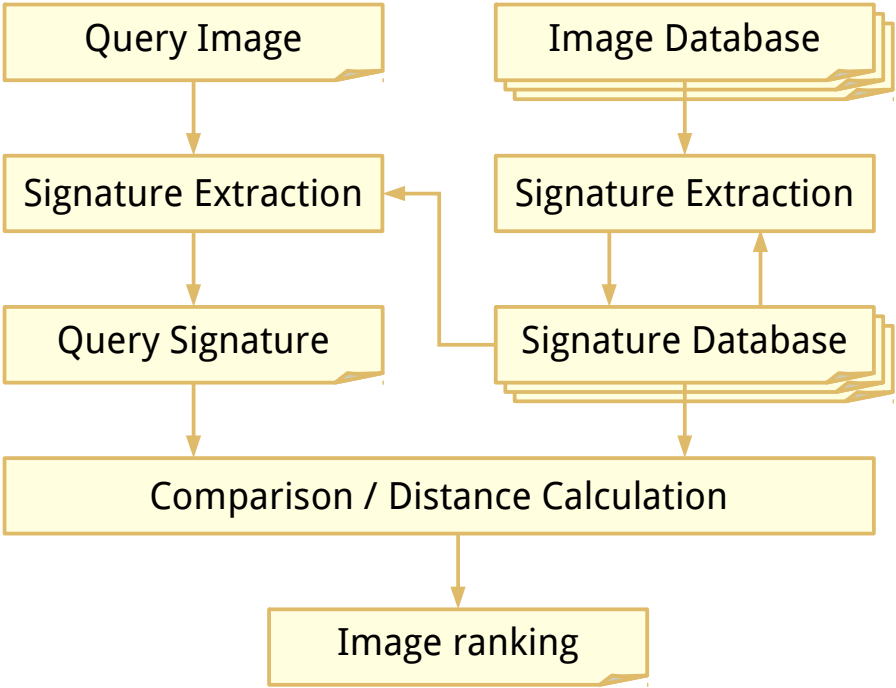 Query Image
Image Database
Signature Extraction
Signature Extraction
Query Signature
Signature Database
Comparison / Distance Calculation
Image ranking